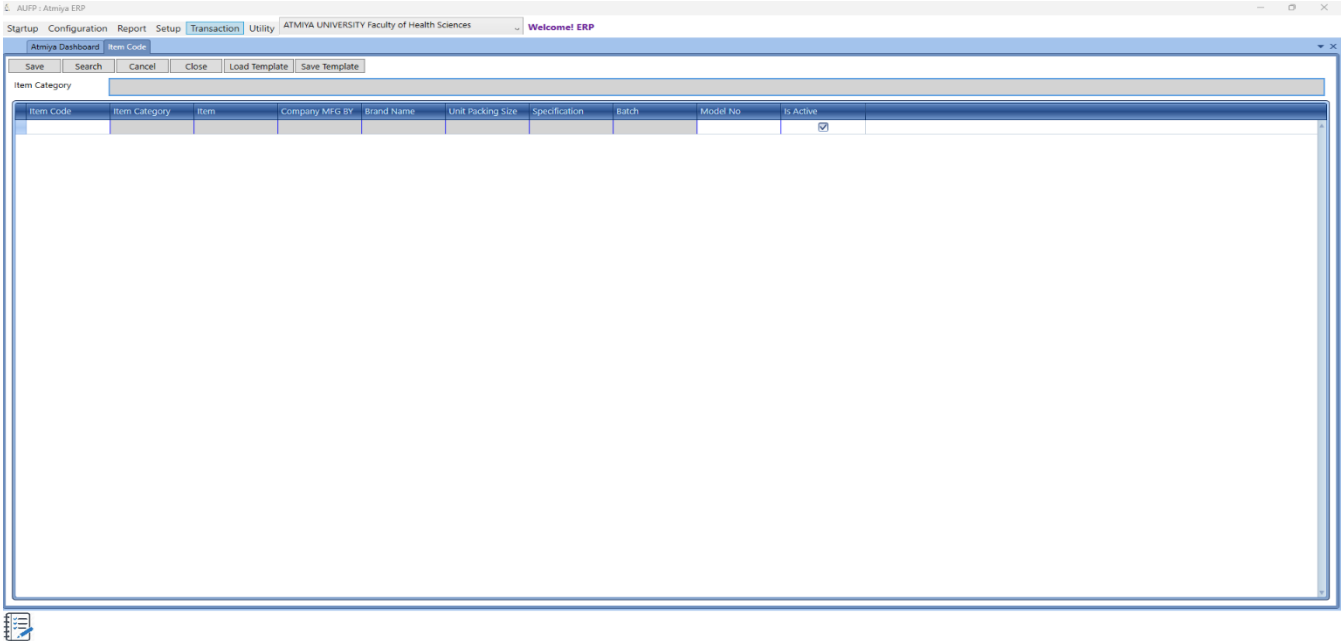 AUFP : Atmiya ERP
Startup Configuration Report Setup Transaction Utility ATMIYA UNIVERSITY Faculty of Health Sciences Welcome! ERP
Atmiya Dashboard Item Code
Save Search Cancel Close Load Template Save Template
Item Category
Item Code Item Category Item Company MFG BY Brand Name Unit Packing Size Specification Batch Model No Is Active